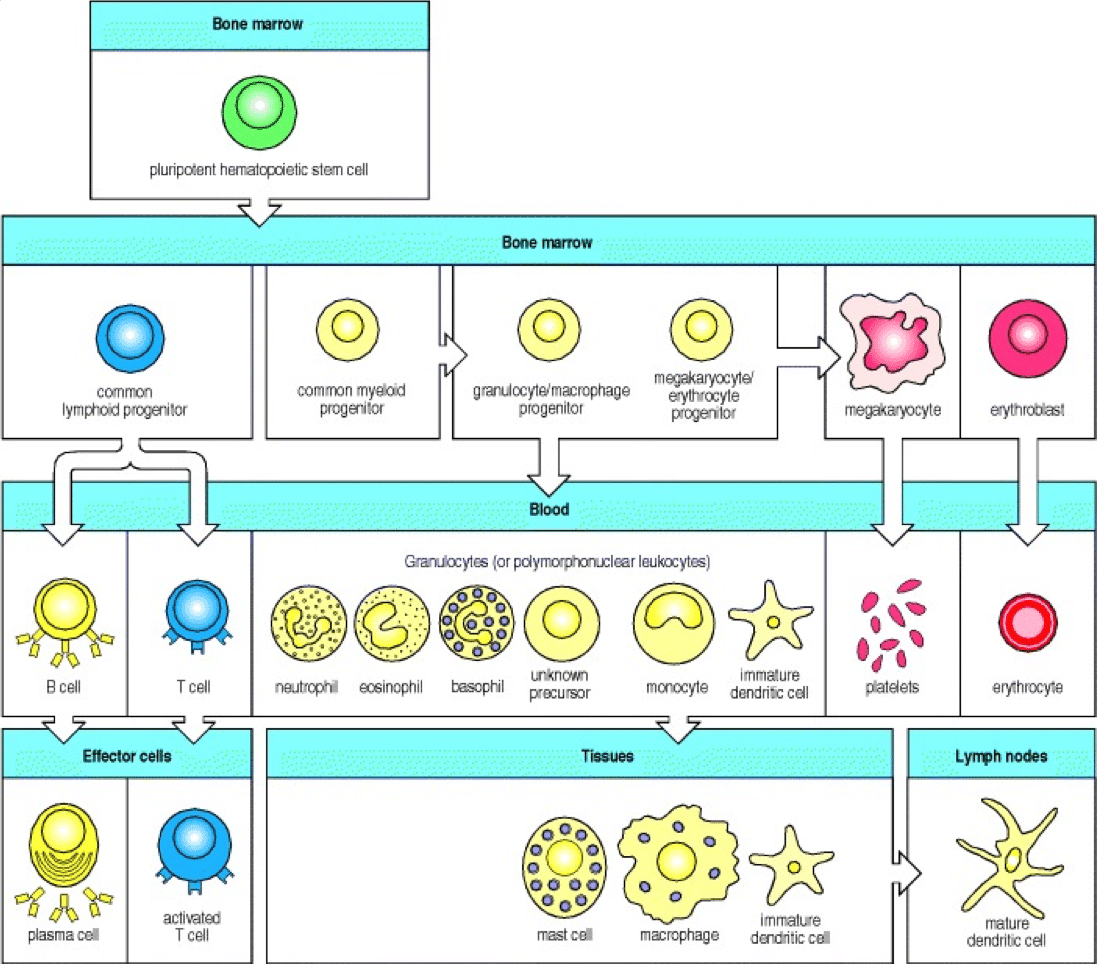 Bone marrow
pluripotent hematopoietic stem cell
Bone marrow
common
lymphoid progenitor
common myeloid
progenitor
granulocyte/macrophage
progenitor
megakaryocyte/
erythrocyte
progenitor
megakaryocyte
erythroblast
Blood
Granulocytes (or polymorphonuclear leukocytes)
B cell
T cell
neutrophil
eosinophil
basophil
unknown
precursor
monocyte
immature
dendritic cell
platelets
erythrocyte
Effector cells
Tissues
Lymph nodes
plasma cell
activated
T cell
mast cell
macrophage
immature
dendritic cell
mature
dendritic cell